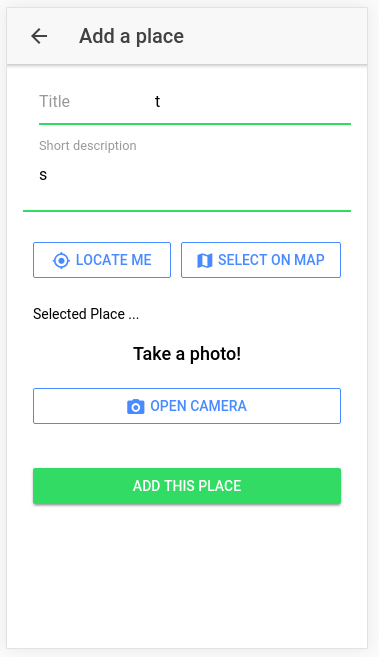 Add a place
Title t
Short description
s
LOCATE ME SELECT ON MAP
Selected Place ...
Take a photo!
OPEN CAMERA
ADD THIS PLACE